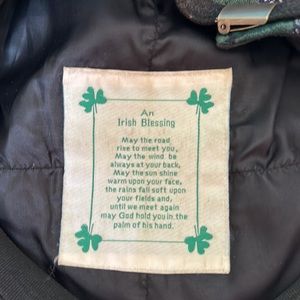 An
Irish Blessing
May the road
rise to meet you,
May the wind be
always at your back,
May the sun shine
warm upon your face,
the rains fall soft upon
your fields and,
until we meet again
may God hold you in the
palm of his hand.